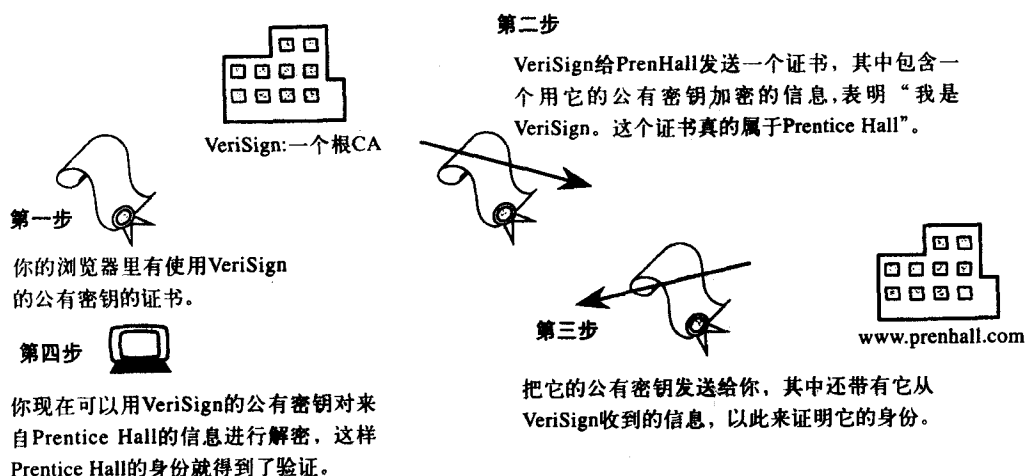 第二步
VeriSign给PrenHall发送一个证书，其中包含一
个用它的公有密钥加密的信息,表明“我是
VeriSign。这个证书真的属于Prentice Hall”。
VeriSign:一个根CA
第一步
你的浏览器里有使用VeriSign
的公有密钥的证书。
第三步
www.prenhall.com
把它的公有密钥发送给你，其中还带有它从
VeriSign收到的信息，以此来证明它的身份。
第四步
你现在可以用VeriSign的公有密钥对来
自Prentice Hall的信息进行解密，这样
Prentice Hall的身份就得到了验证。